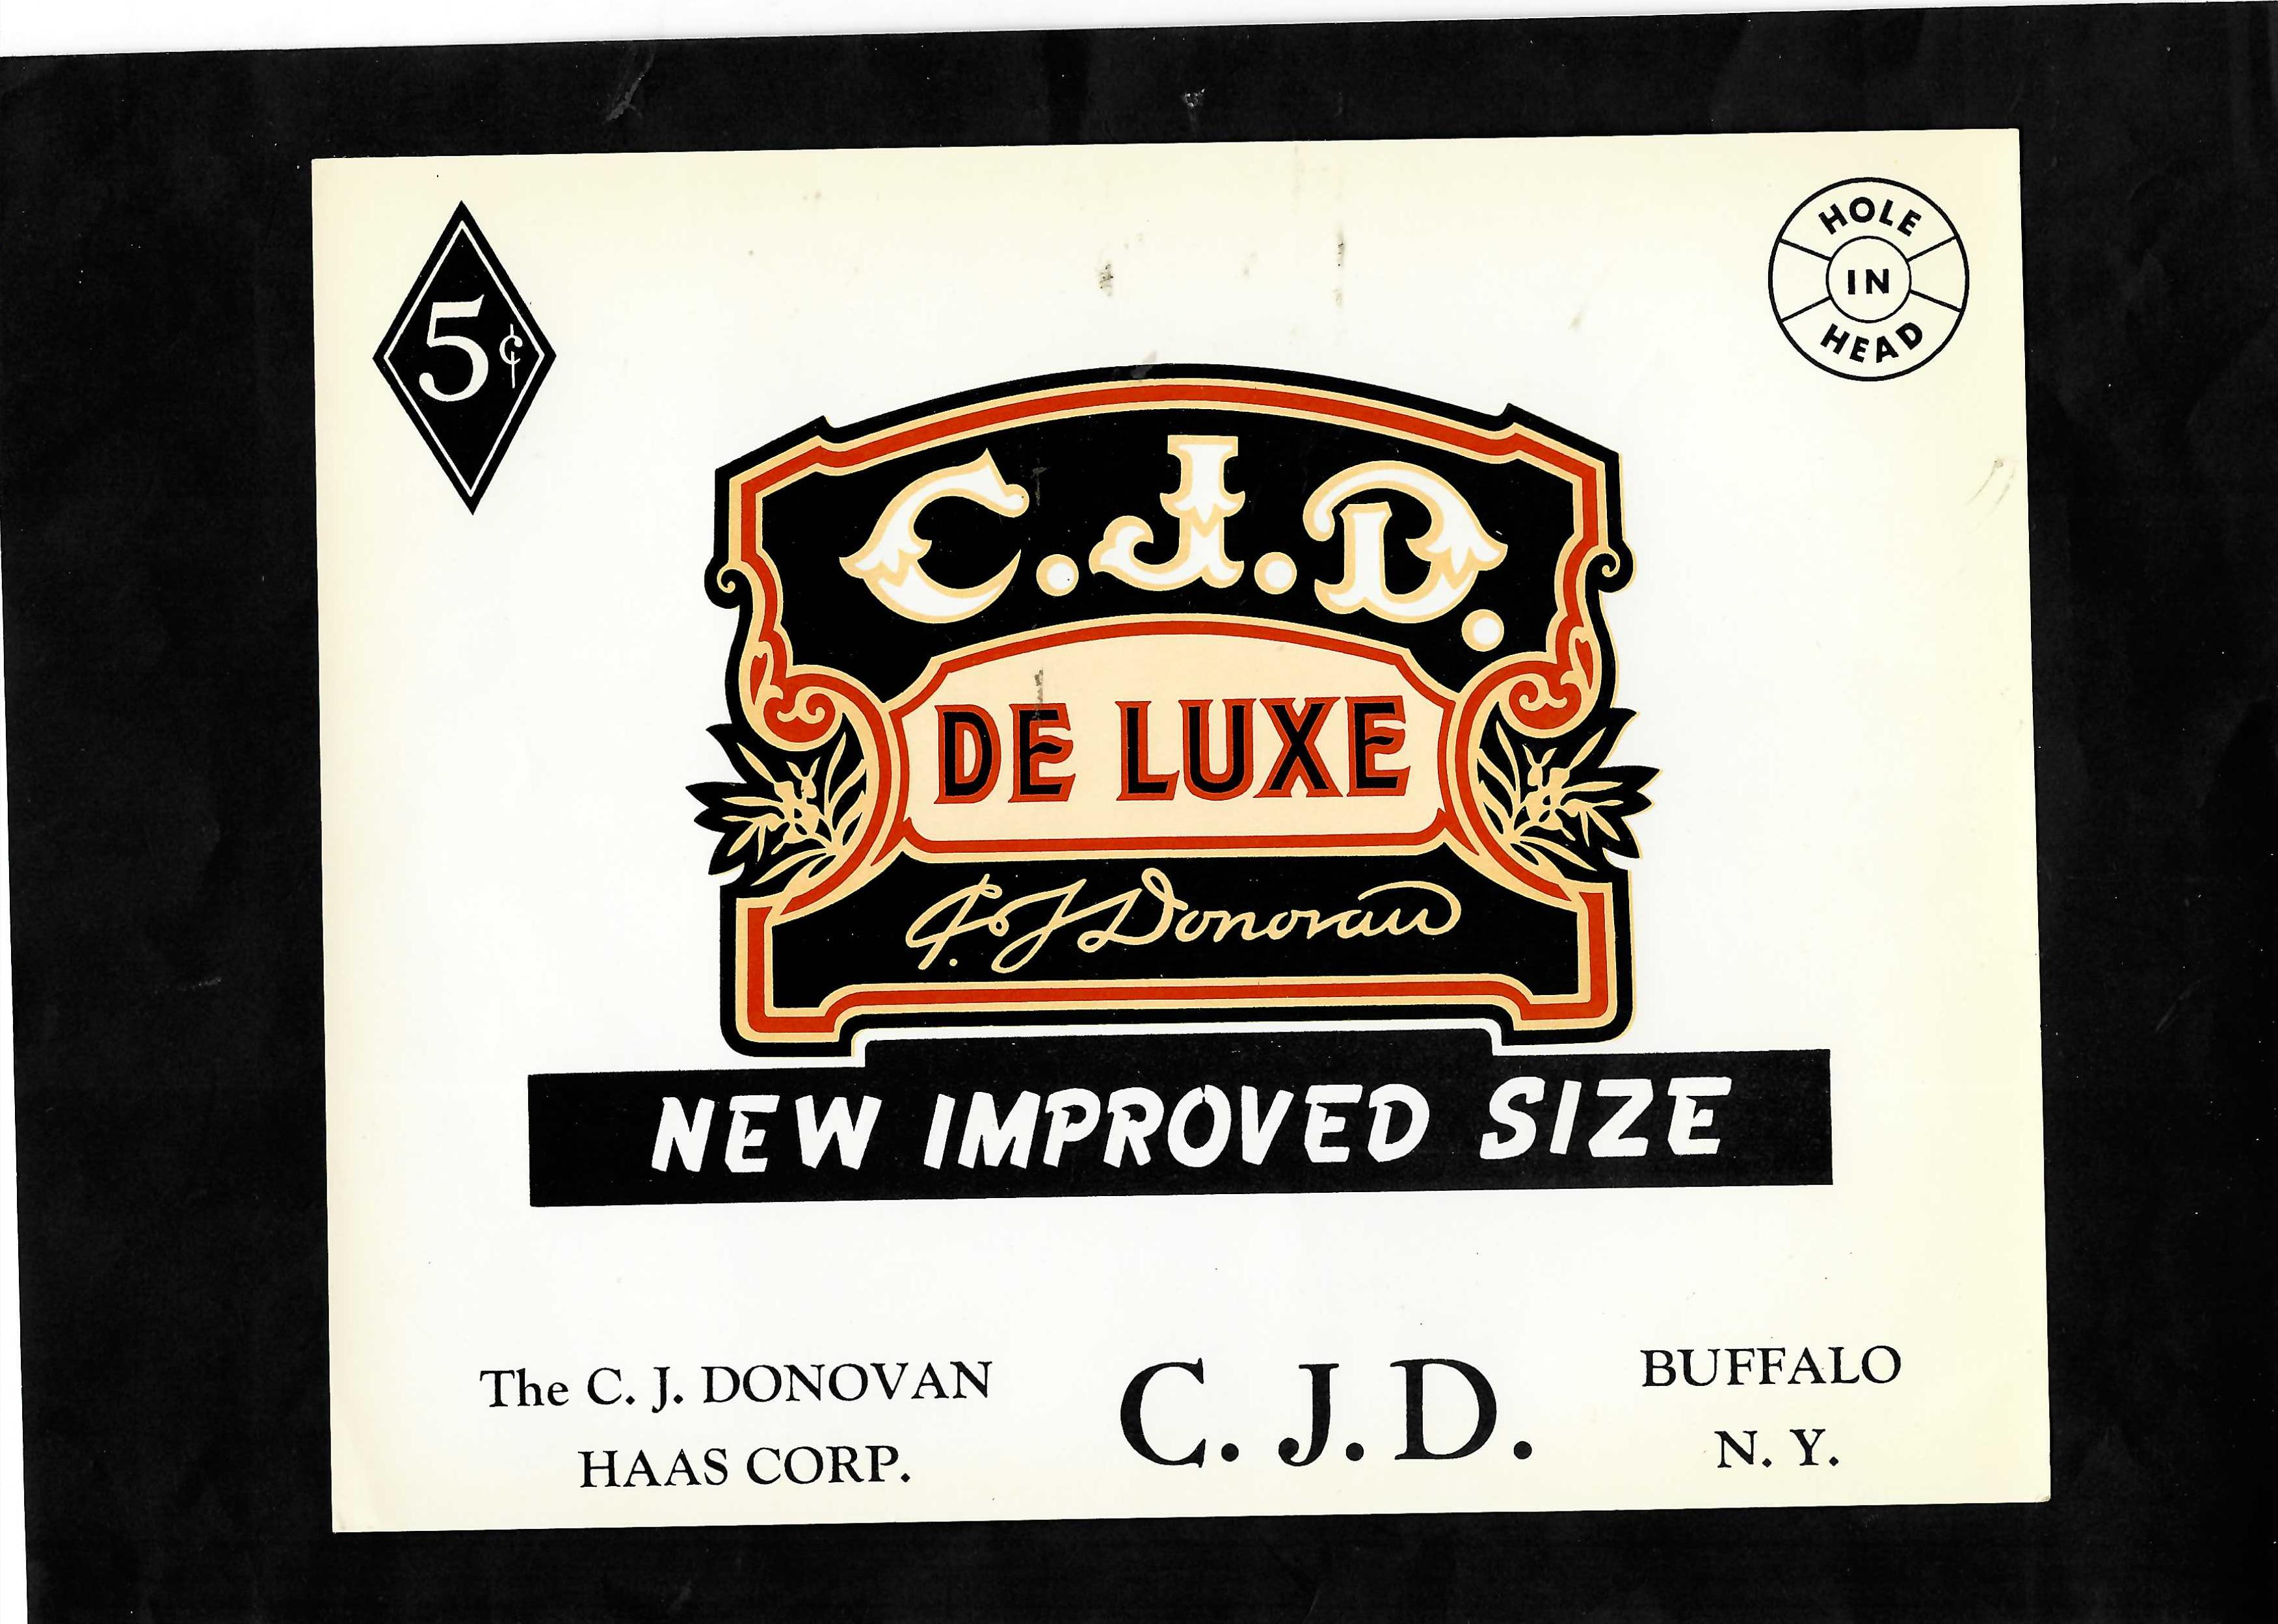 5¢
HOLE
IN
HEAD
C.J.D.
DE LUXE
C. J Donovan
NEW IMPROVED SIZE
The C. J. DONOVAN
HAAS CORP.
C. J. D.
BUFFALO
N. Y.